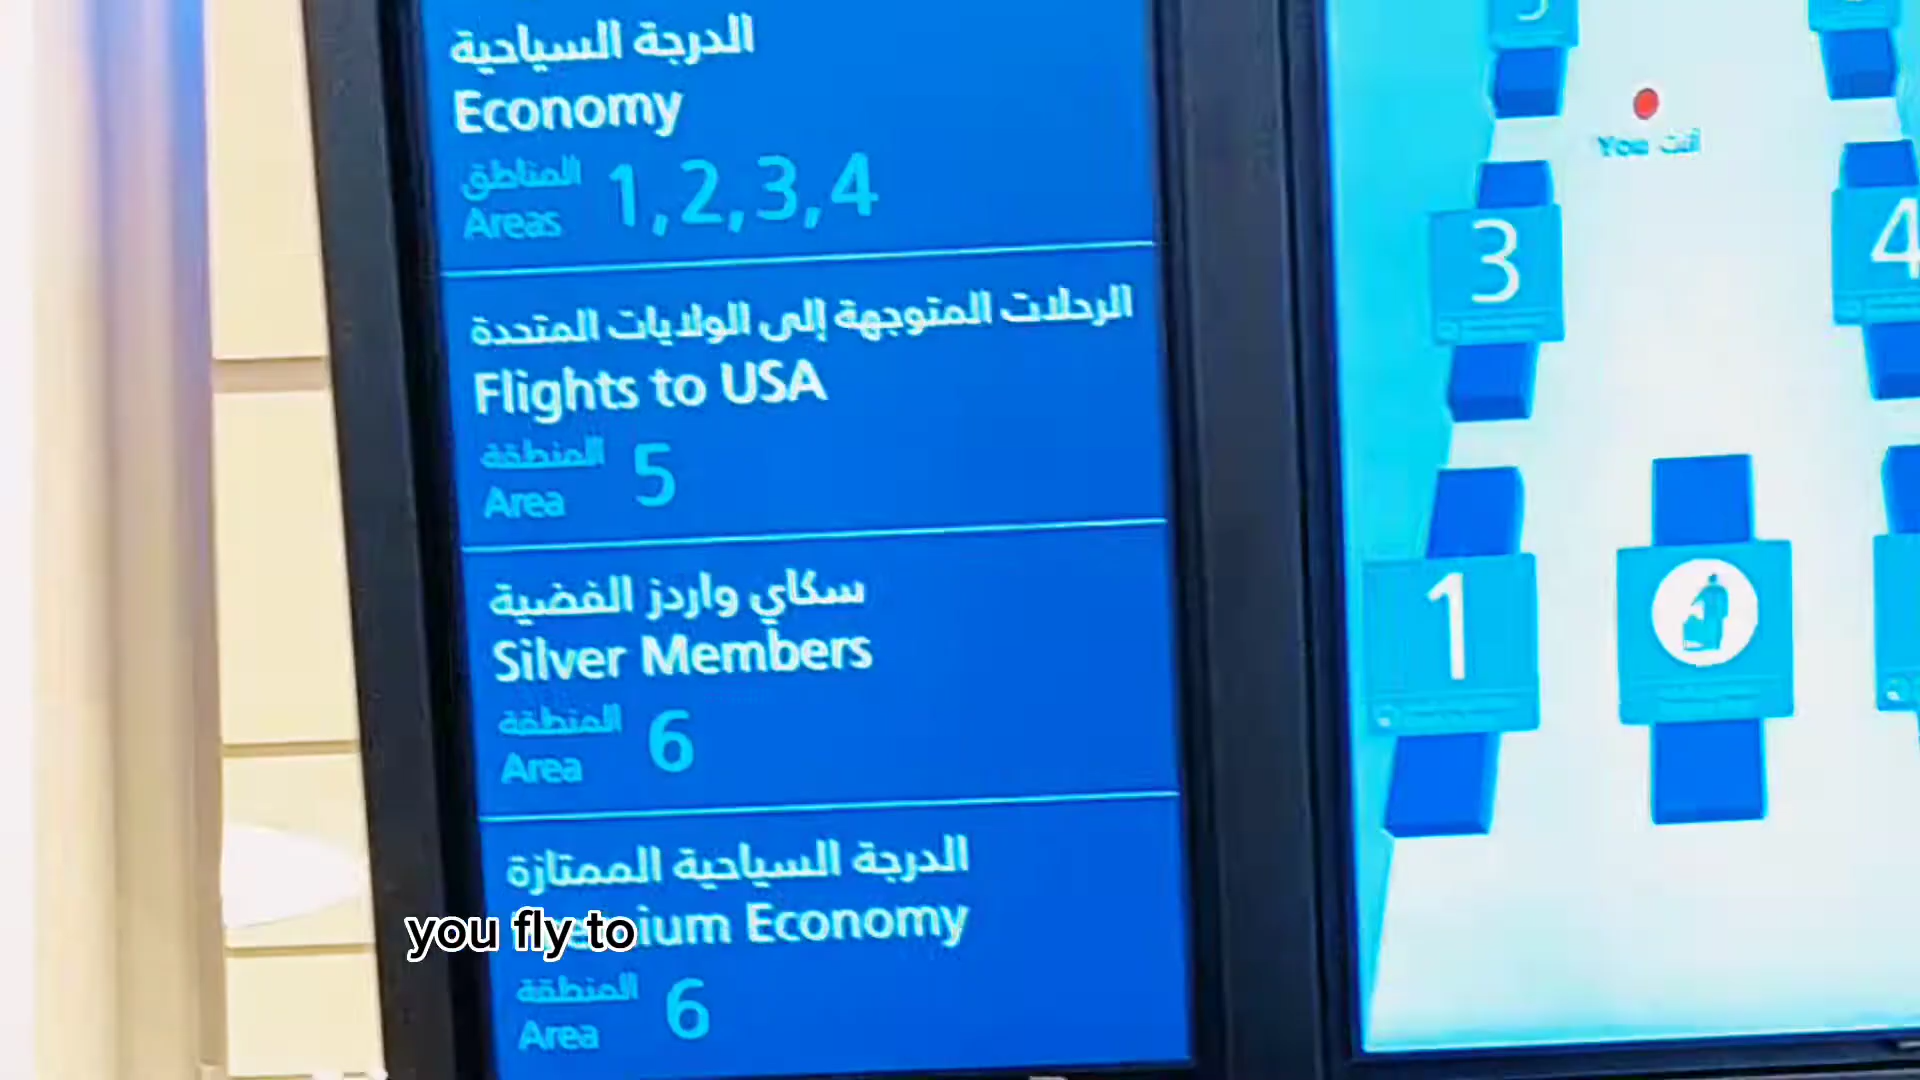 الدرجة السياحية
Economy
المناطق
Areas
1,2,3,4
الرحلات المتوجهة إلى الولايات المتحدة
Flights to USA
المنطقة
Area
5
سكاي واردز الفضية
Silver Members
المنطقة
Area
6
الدرجة السياحية الممتازة
Economy
المنطقة
Area
6
you fly to
You أنت
3
4
1